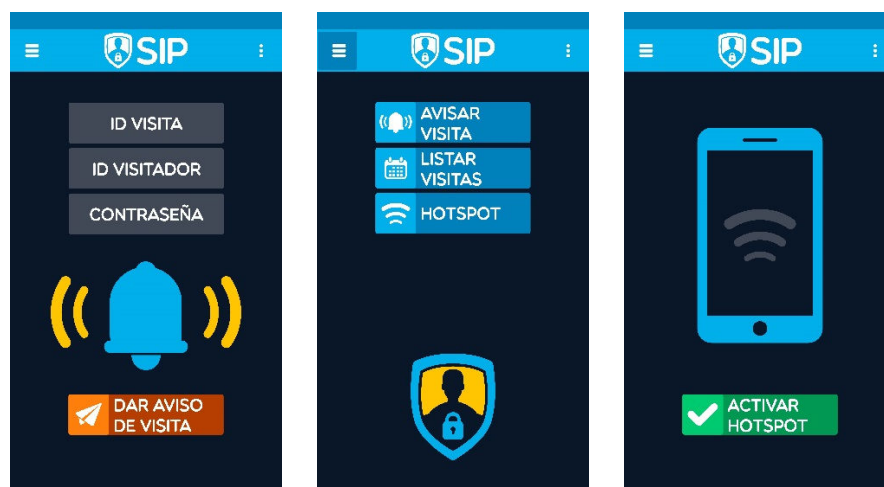 SIP
ID VISITA
ID VISITADOR
CONTRASEÑA
DAR AVISO
DE VISITA
SIP
AVISAR
VISITA
LISTAR
VISITAS
HOTSPOT
SIP
ACTIVAR
HOTSPOT